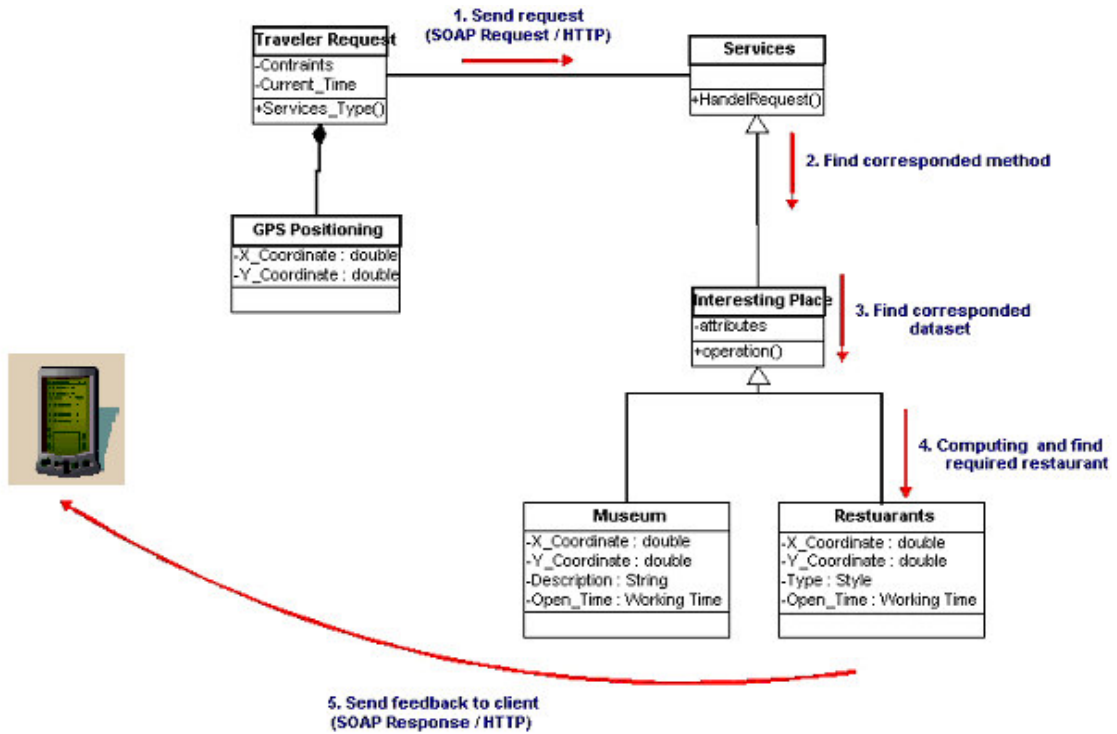 1. Send request
(SOAP Request / HTTP)
Traveler Request
-Contraints
-Current_Time
+Services_Type()
Services
+HandelRequest()
2. Find corresponded method
GPS Positioning
-X_Coordinate : double
-Y_Coordinate : double
Interesting Place
-attributes
+operation()
3. Find corresponded
dataset
4. Computing and find
required restaurant
Museum
-X_Coordinate : double
-Y_Coordinate : double
-Description : String
-Open_Time : Working Time
Restuarants
-X_Coordinate : double
-Y_Coordinate : double
-Type : Style
-Open_Time : Working Time
5. Send feedback to client
(SOAP Response / HTTP)